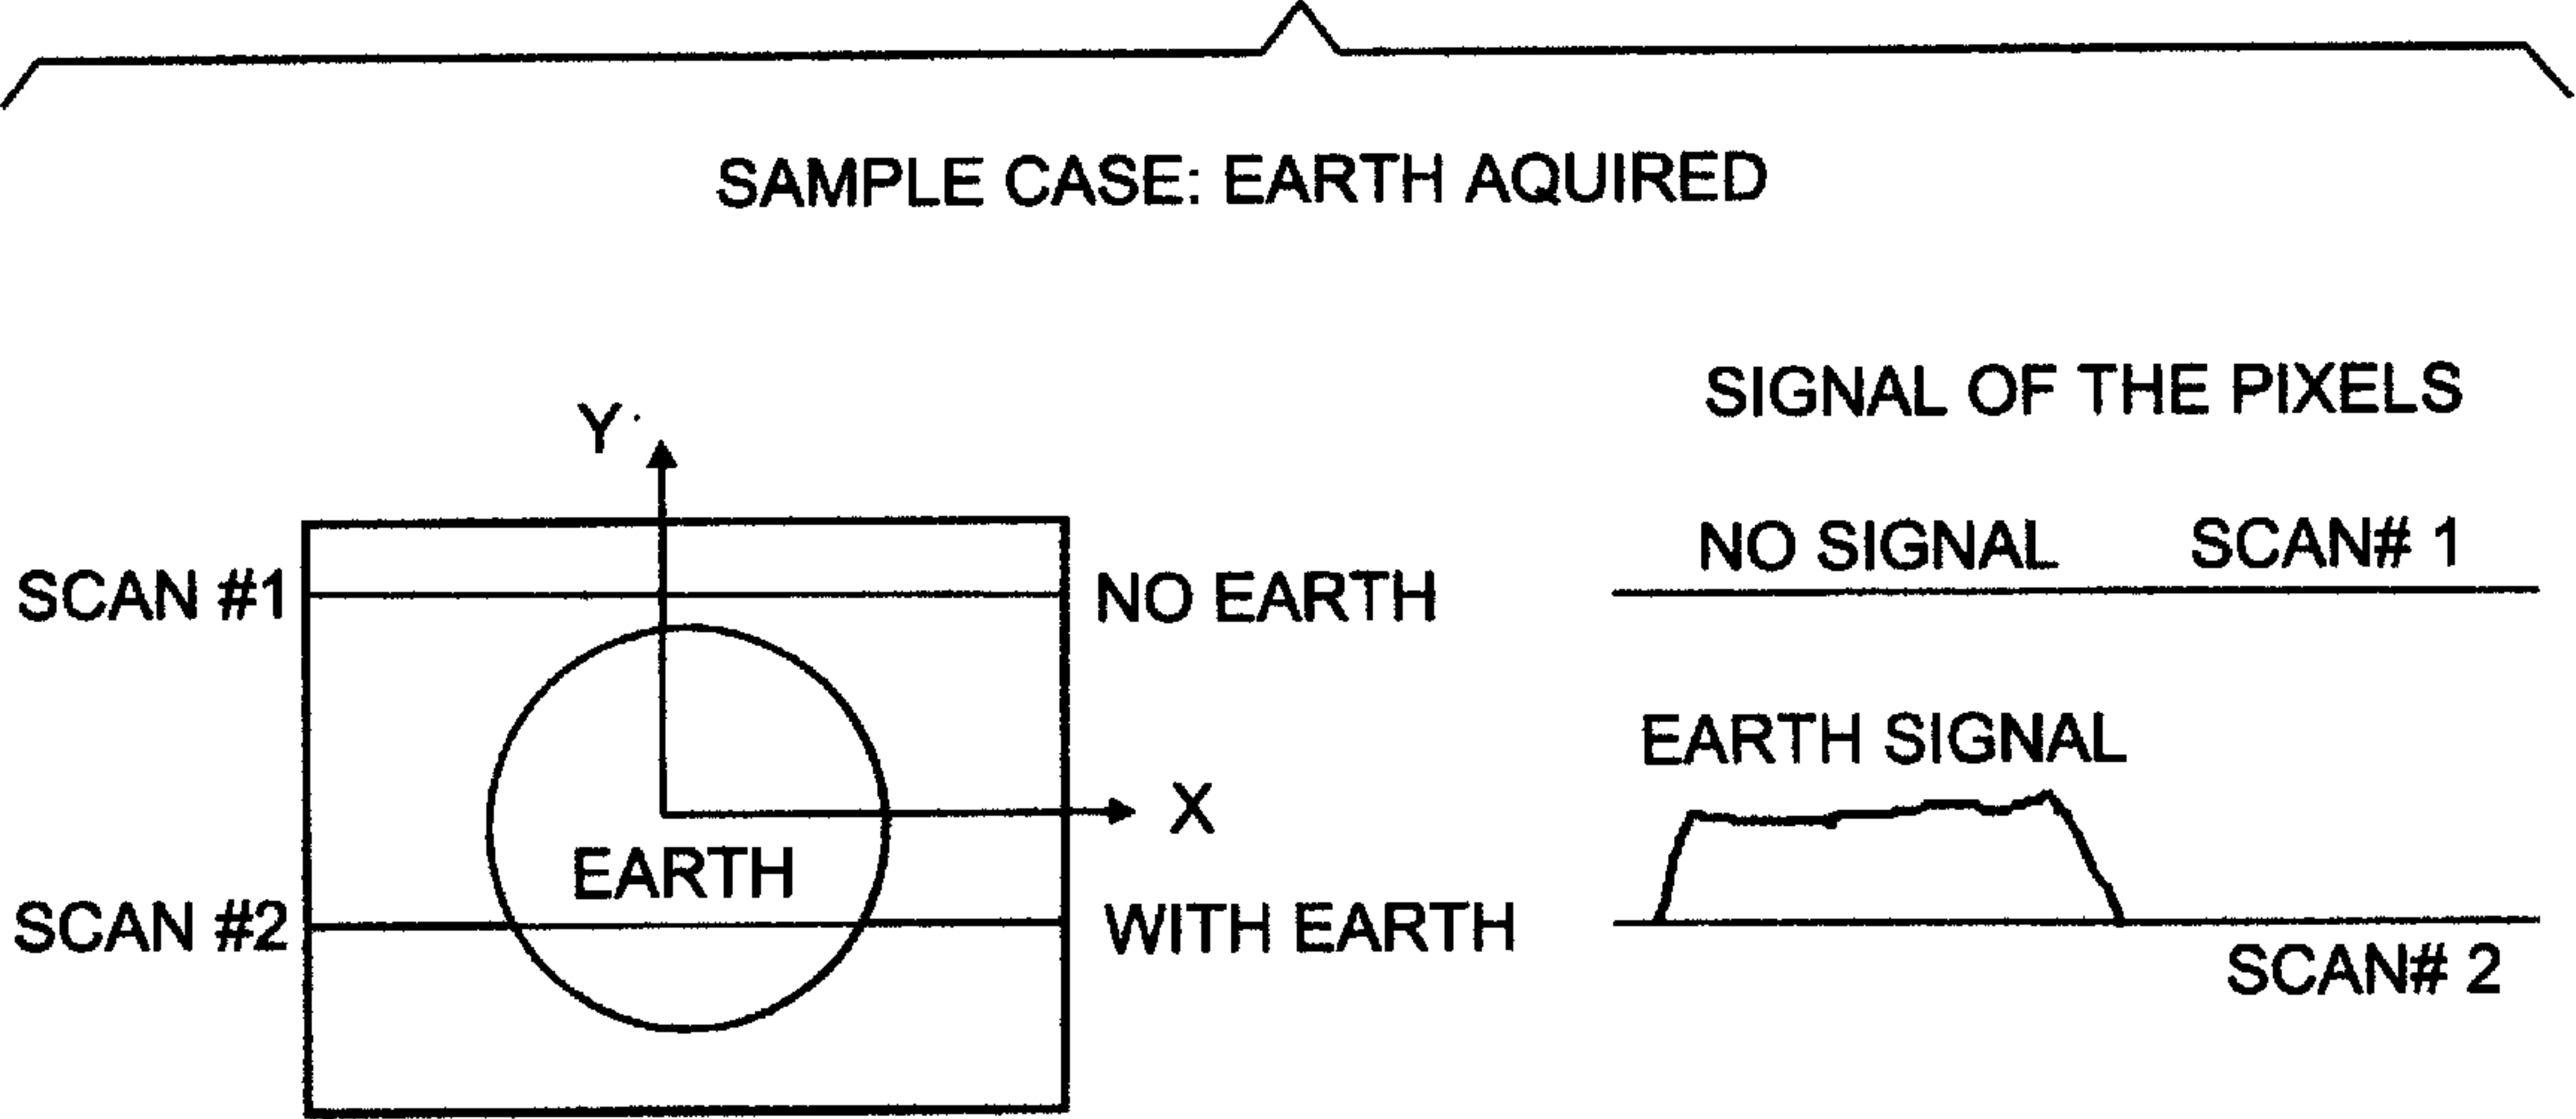 SAMPLE CASE: EARTH AQUIRED
SIGNAL OF THE PIXELS
Y
NO SIGNAL SCAN# 1
SCAN #1 NO EARTH
EARTH SIGNAL
X
EARTH
SCAN #2 WITH EARTH
SCAN# 2